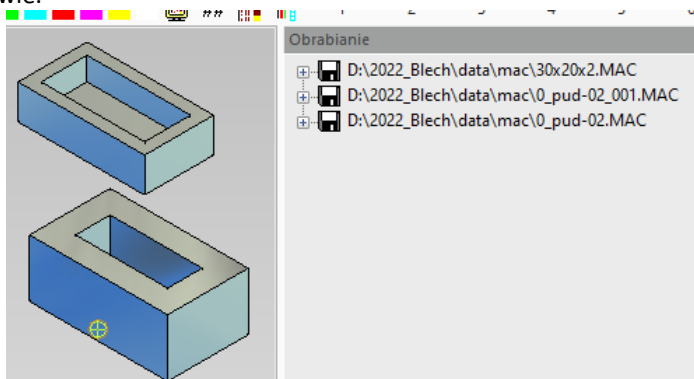 ##
Obrabianie
D:\2022_Blech\data\mac\30x20x2.MAC
D:\2022_Blech\data\mac\0_pud-02_001.MAC
D:\2022_Blech\data\mac\0_pud-02.MAC